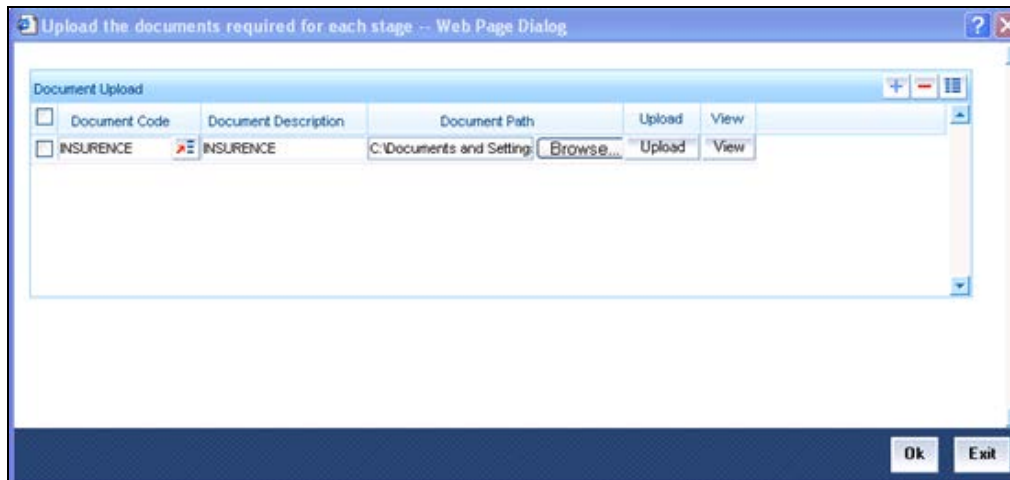 Upload the documents required for each stage -- Web Page Dialog
Document Upload
Document Code Document Description Document Path Upload View
INSURENCE INSURENCE C:\Documents and Setting Browse... Upload View
Ok Exit